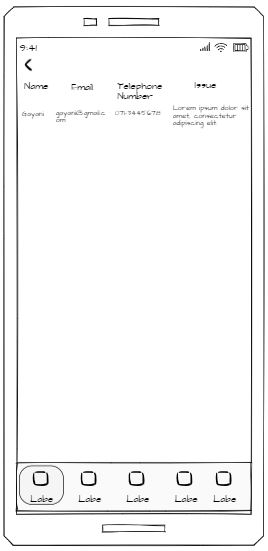 9:41
Name Email Telephone Number Issue
Gayani gayani@gmail.com 0713445678 Lorem ipsum dolor sit
amet, consectetur
adipiscing elit
Labe Labe Labe Labe Labe